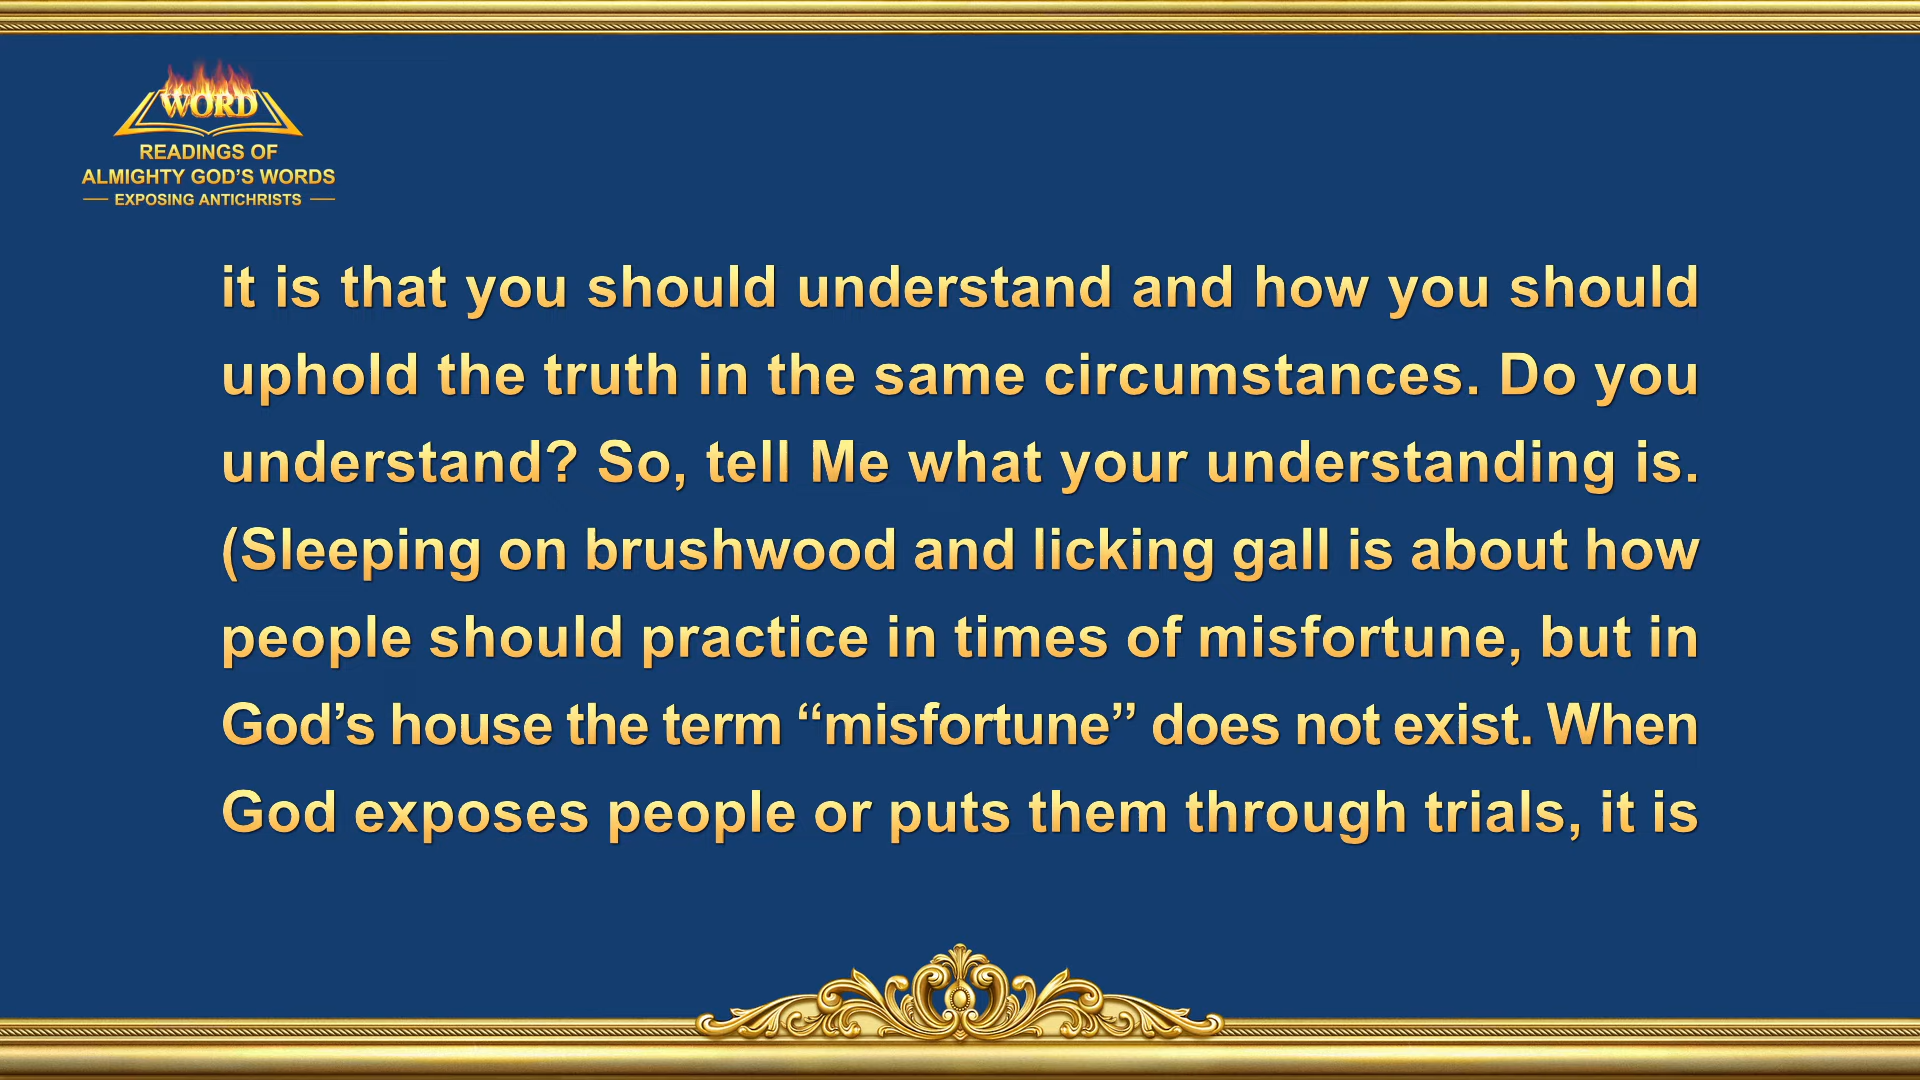 WORD
READINGS OF
ALMIGHTY GOD’S WORDS
EXPOSING ANTICHRISTS
it is that you should understand and how you should
uphold the truth in the same circumstances. Do you
understand? So, tell Me what your understanding is.
(Sleeping on brushwood and licking gall is about how
people should practice in times of misfortune, but in
God’s house the term “misfortune” does not exist. When
God exposes people or puts them through trials, it is